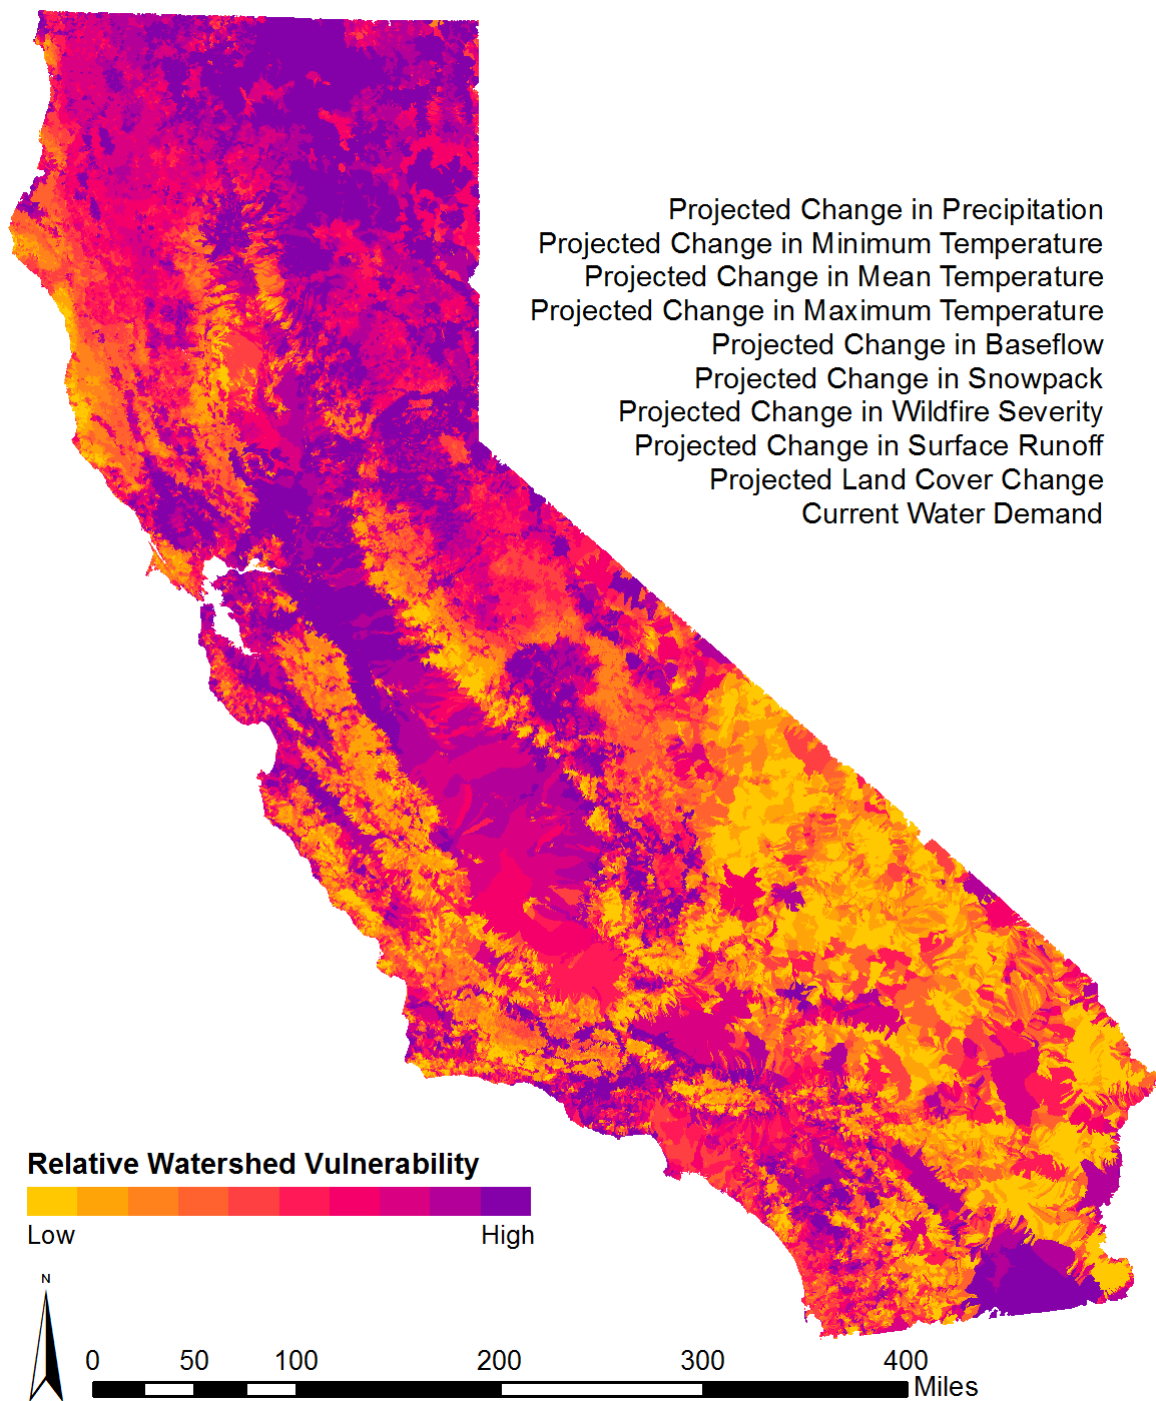 Projected Change in Precipitation
Projected Change in Minimum Temperature
Projected Change in Mean Temperature
Projected Change in Maximum Temperature
Projected Change in Baseflow
Projected Change in Snowpack
Projected Change in Wildfire Severity
Projected Change in Surface Runoff
Projected Land Cover Change
Current Water Demand
Relative Watershed Vulnerability
Low High
N
0 50 100 200 300 400
Miles